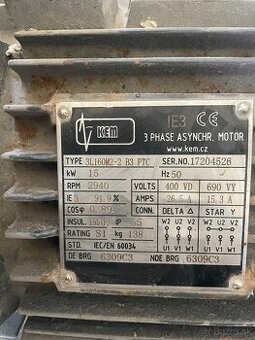 KEM
IE3 CE
3 PHASE ASYNCHR. MOTOR
www.kem.cz
TYPE 3L160M2-2 B3 PTC SER.NO. 17204526
kW 15 Hz 50
RPM 2940 VOLTS 400 VD 690 VY
IE 3 91.9% AMPS 26.5 A 15.3 A
COSφ 0.89 CONN. DELTA Δ STAR Y
INSUL. IP 55 W2 U2 V2 W2 U2 V2
RATING S1 kg 138
STD. IEC/EN 60034 U1 V1 W1 U1 V1 W1
DE BRG 6309C3 NDE BRG 6309C3